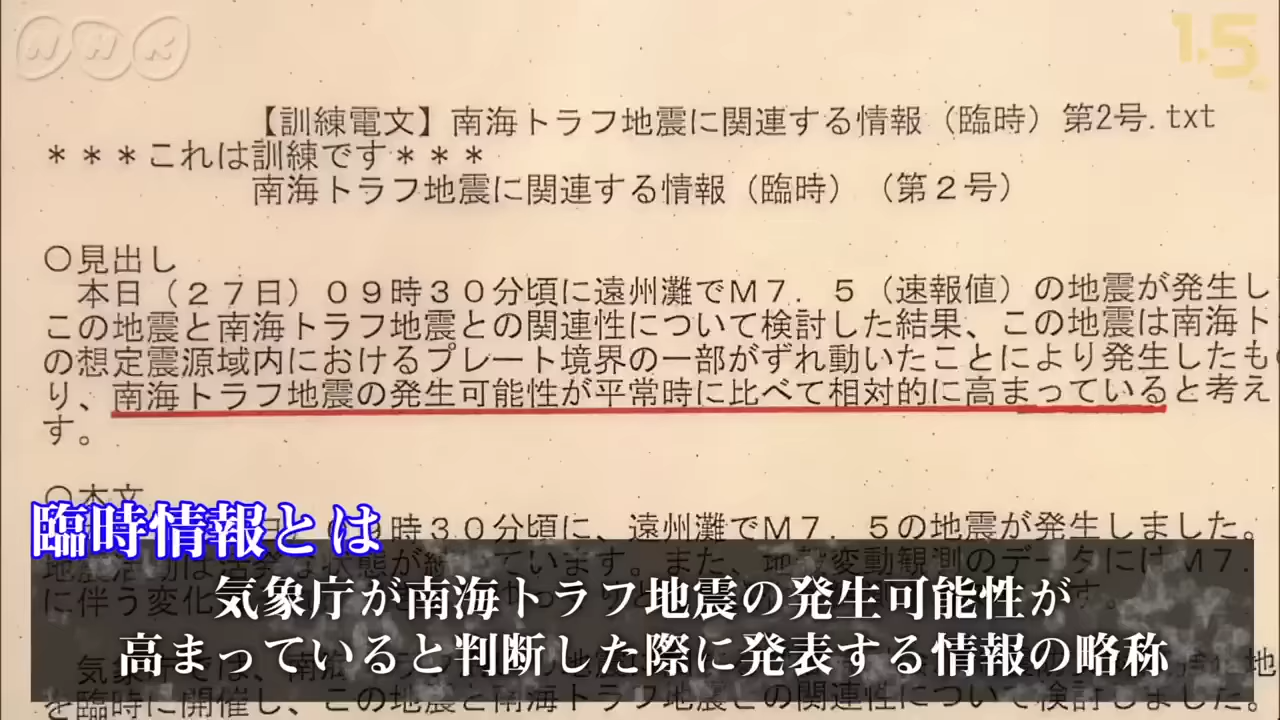 NHK
1.5
【訓練電文】南海トラフ地震に関連する情報（臨時）第2号.txt
＊＊＊これは訓練です＊＊＊
南海トラフ地震に関連する情報（臨時）（第２号）
○見出し
本日（２７日）０９時３０分頃に遠州灘でＭ７．５（速報値）の地震が発生し
この地震と南海トラフ地震との関連性について検討した結果、この地震は南海ト
の想定震源域内におけるプレート境界の一部がずれ動いたことにより発生したも
り、南海トラフ地震の発生可能性が平常時に比べて相対的に高まっていると考え
す。
○本文
９時３０分頃に、遠州灘でＭ７．５の地震が発生しました。
臨時情報とは
ています。また、地殻変動観測のデータにはＭ７．
に伴う変化
す。
気象庁が南海トラフ地震の発生可能性が
高まっていると判断した際に発表する情報の略称
を臨時に開催し、この地震と南海トラフ地震との関連性について検討しました。